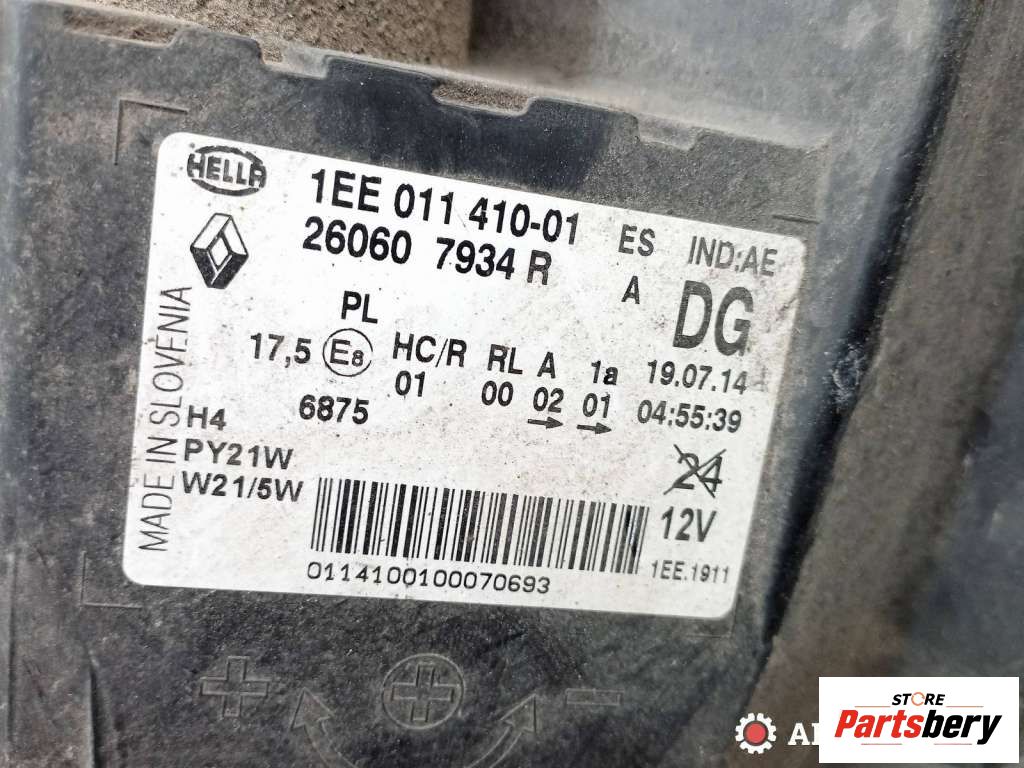 HELLA
1EE 011 410-01 ES IND:AE
26060 7934 R A DG
PL
17,5 E8 HC/R RL A 1a 19.07.14
01 00 02 01 04:55:39
6875
H4
PY21W
W21/5W
24
12V
MADE IN SLOVENIA
01141001000070693
1EE.1911
STORE
Partsbery